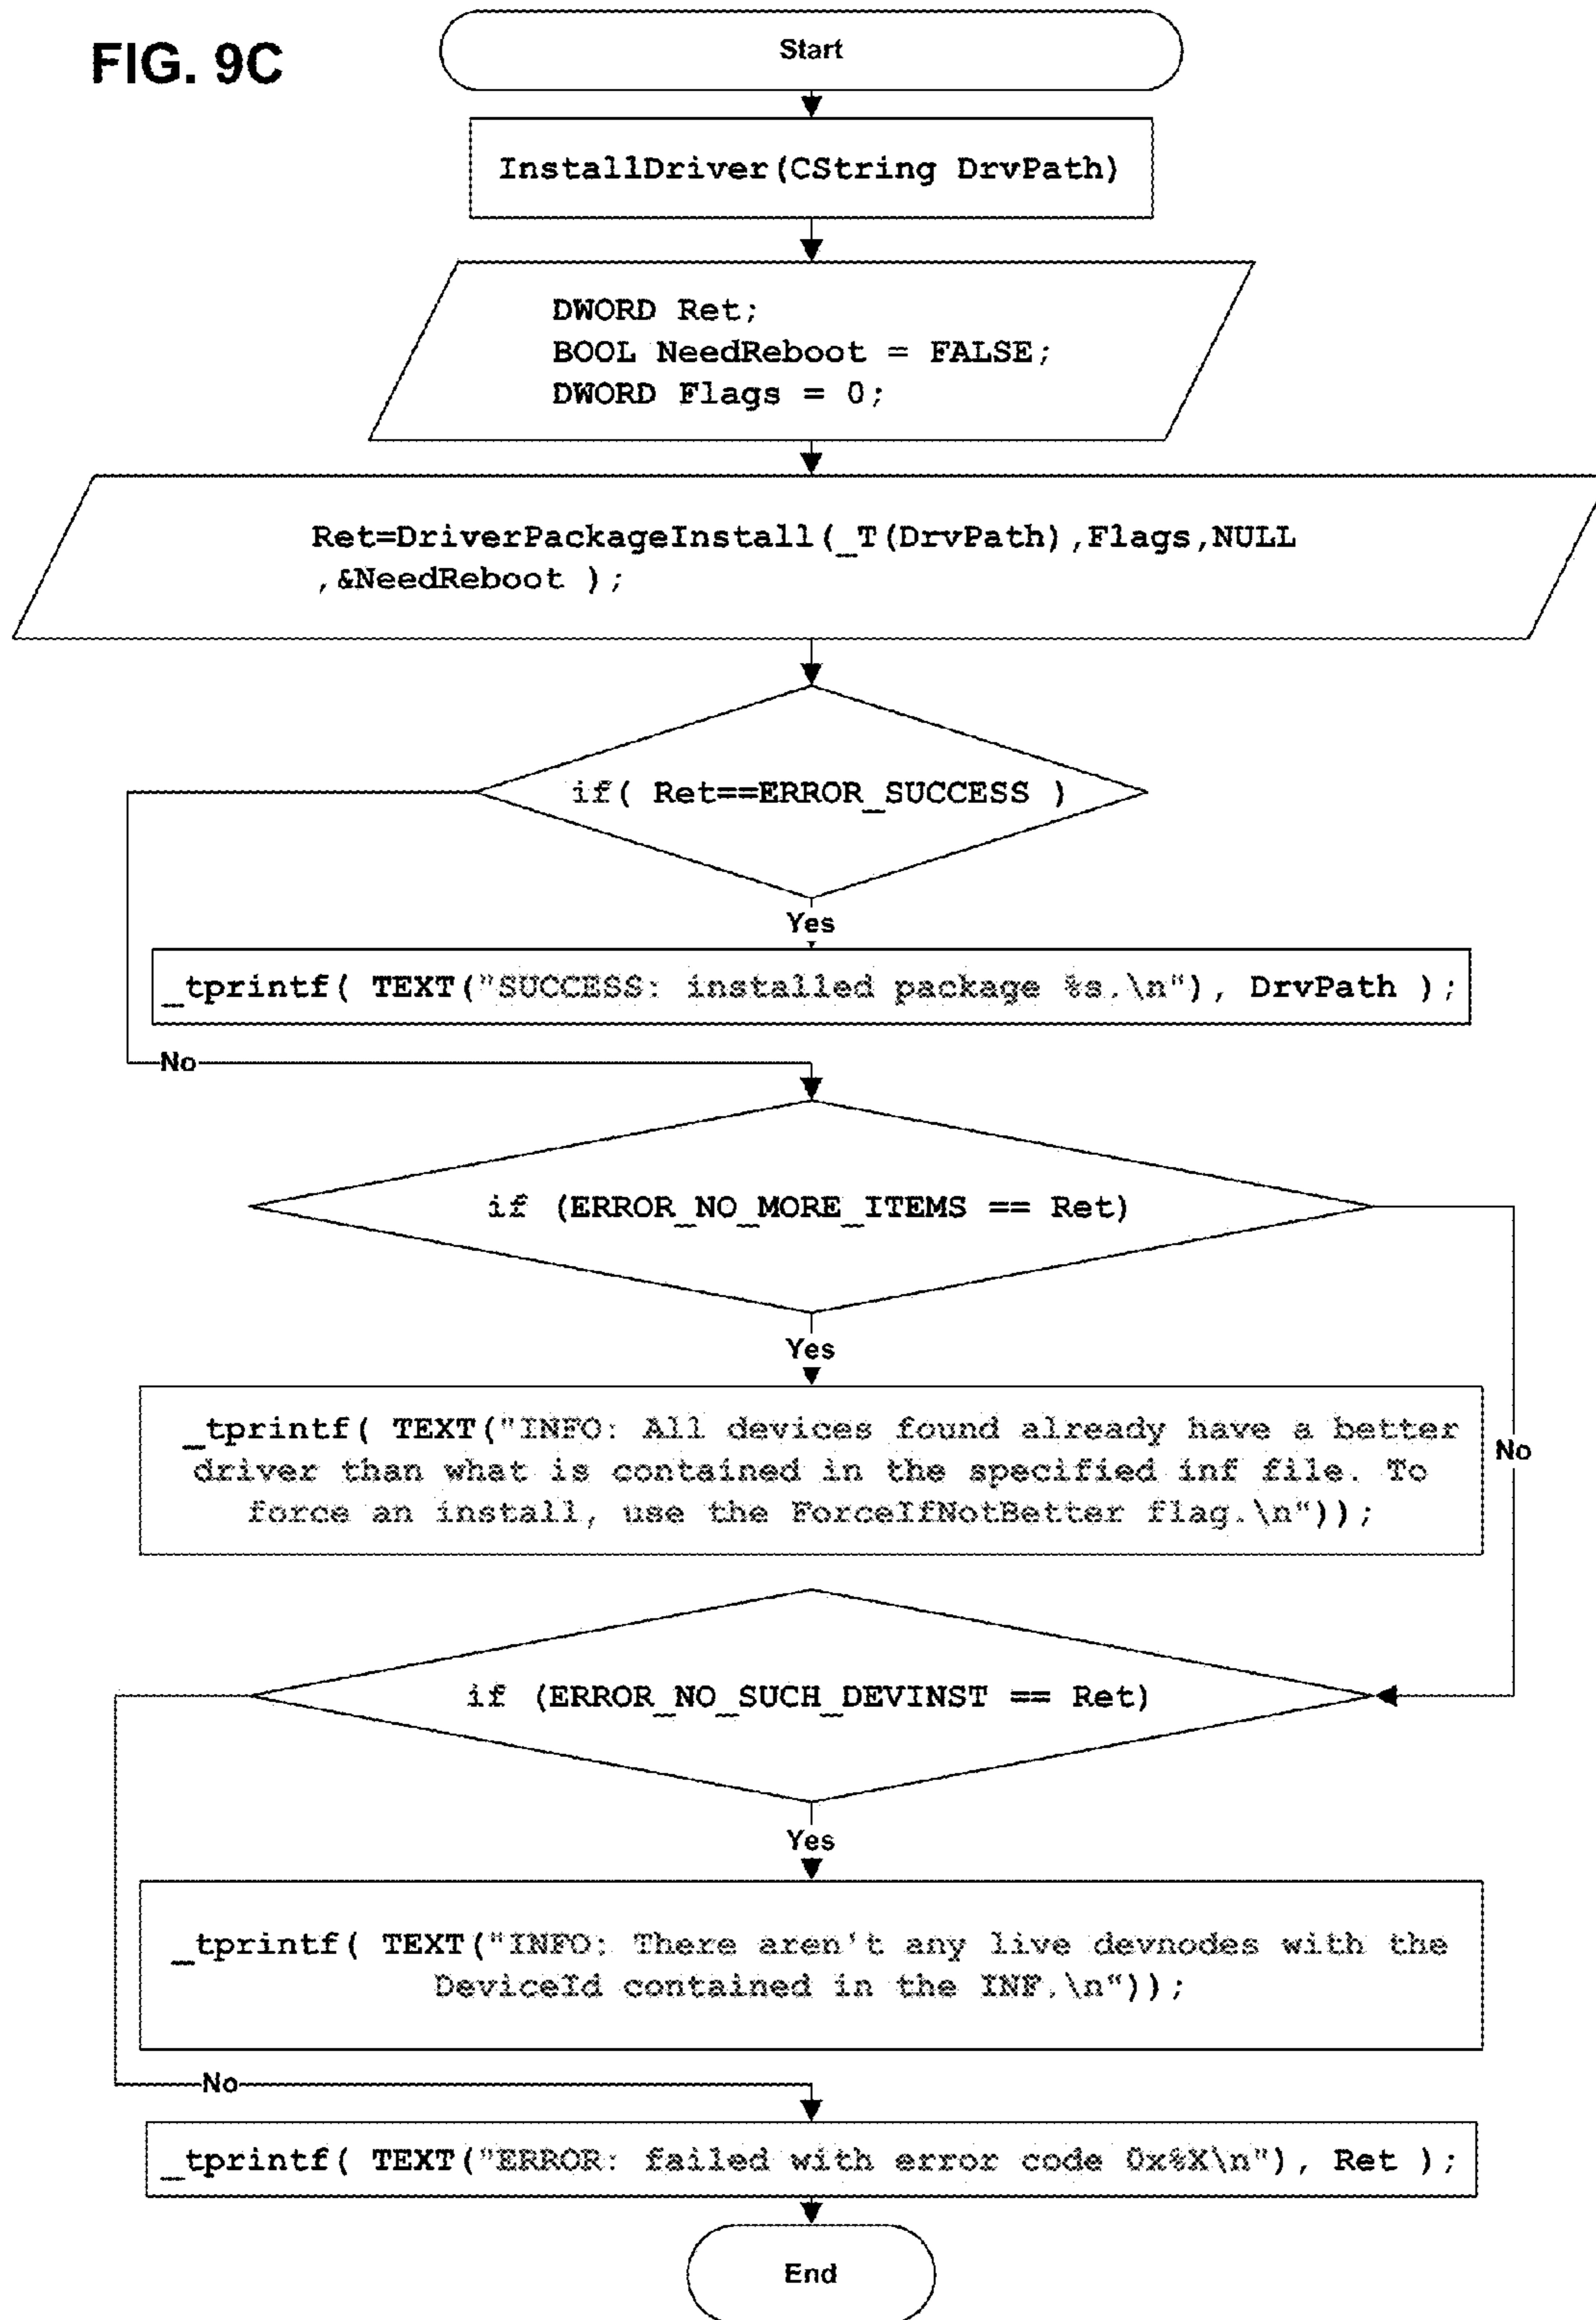 FIG. 9C
Start
InstallDriver(CString DrvPath)
DWORD Ret;
BOOL NeedReboot = FALSE;
DWORD Flags = 0;
Ret=DriverPackageInstall(_T(DrvPath),Flags,NULL
,&NeedReboot );
if( Ret==ERROR_SUCCESS )
Yes
_tprintf( TEXT("SUCCESS: installed package %s.\n"), DrvPath );
No
if (ERROR_NO_MORE_ITEMS == Ret)
Yes
_tprintf( TEXT("INFO: All devices found already have a better
driver than what is contained in the specified inf file. To
force an install, use the ForceIfNotBetter flag.\n"));
No
if (ERROR_NO_SUCH_DEVINST == Ret)
Yes
_tprintf( TEXT("INFO: There aren't any live devnodes with the
DeviceId contained in the INF.\n"));
No
_tprintf( TEXT("ERROR: failed with error code 0x%X\n"), Ret );
End